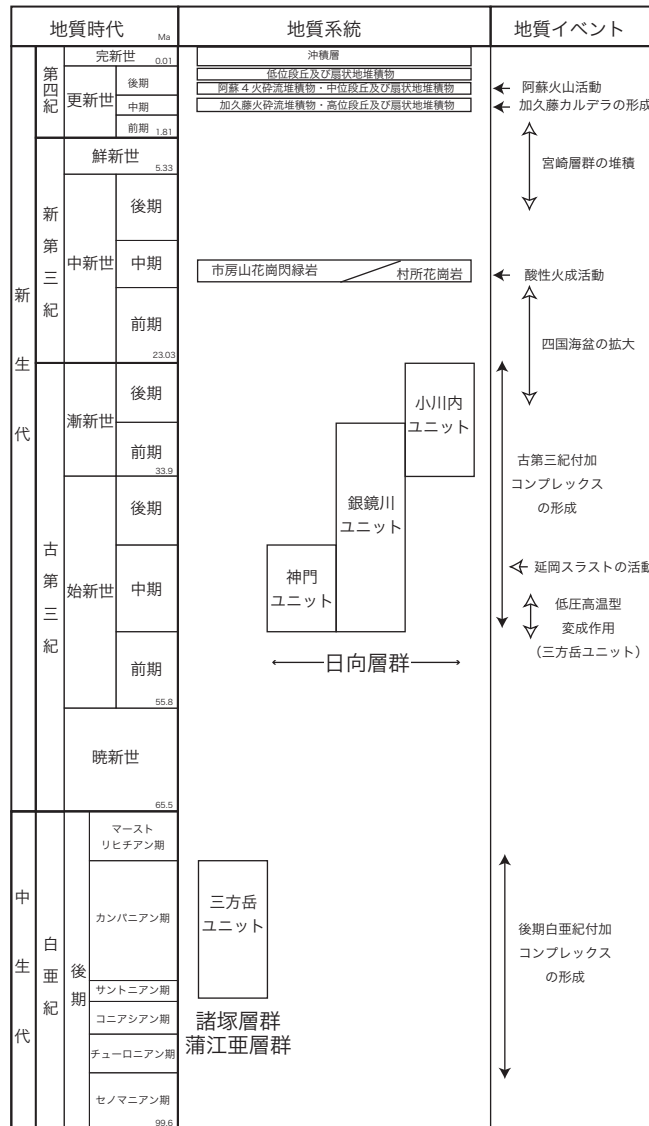 地質時代 Ma
地質系統
地質イベント
新生代
第四紀
完新世 0.01
更新世
後期
中期
前期 1.81
新第三紀
鮮新世
5.33
中新世
後期
中期
前期
23.03
古第三紀
漸新世
後期
前期
33.9
始新世
後期
中期
前期
55.8
暁新世
65.5
中生代
白亜紀
後期
マースト
リヒチアン期
カンパニアン期
サントニアン期
コニアシアン期
チューロニアン期
セノマニアン期
99.6
沖積層
低位段丘及び扇状地堆積物
阿蘇4火砕流堆積物・中位段丘及び扇状地堆積物
加久藤火砕流堆積物・高位段丘及び扇状地堆積物
市房山花崗閃緑岩
村所花崗岩
小川内
ユニット
銀鏡川
ユニット
神門
ユニット
日向層群
三方岳
ユニット
諸塚層群
蒲江亜層群
阿蘇火山活動
加久藤カルデラの形成
宮崎層群の堆積
酸性火成活動
四国海盆の拡大
古第三紀付加
コンプレックス
の形成
延岡スラストの活動
低圧高温型
変成作用
(三方岳ユニット)
後期白亜紀付加
コンプレックス
の形成